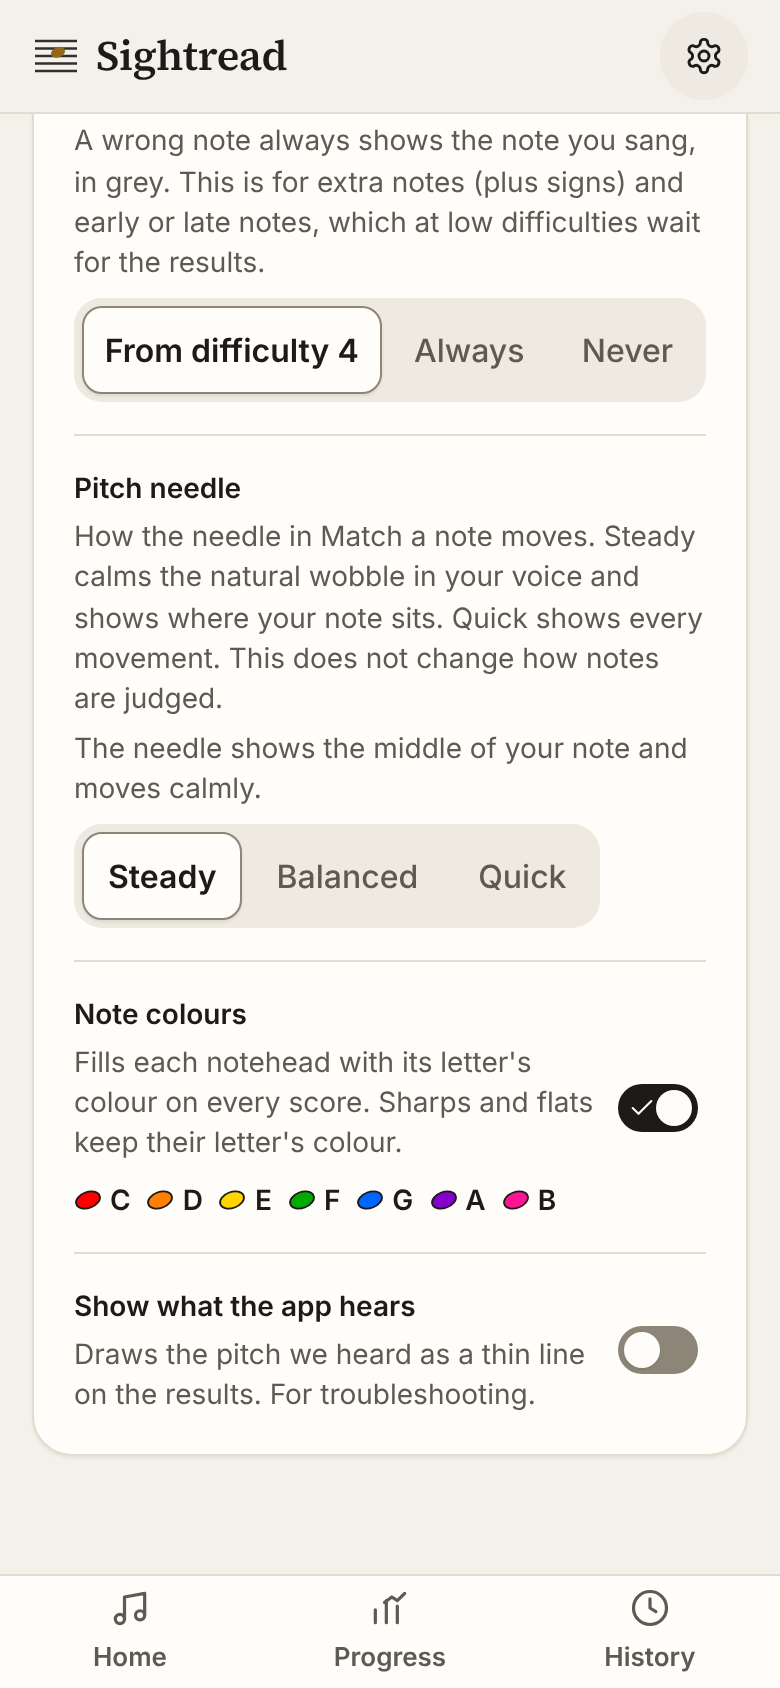 Sightread
A wrong note always shows the note you sang,
in grey. This is for extra notes (plus signs) and
early or late notes, which at low difficulties wait
for the results.
From difficulty 4 Always Never
Pitch needle
How the needle in Match a note moves. Steady
calms the natural wobble in your voice and
shows where your note sits. Quick shows every
movement. This does not change how notes
are judged.
The needle shows the middle of your note and
moves calmly.
Steady Balanced Quick
Note colours
Fills each notehead with its letter's
colour on every score. Sharps and flats
keep their letter's colour.
C D E F G A B
Show what the app hears
Draws the pitch we heard as a thin line
on the results. For troubleshooting.
Home Progress History